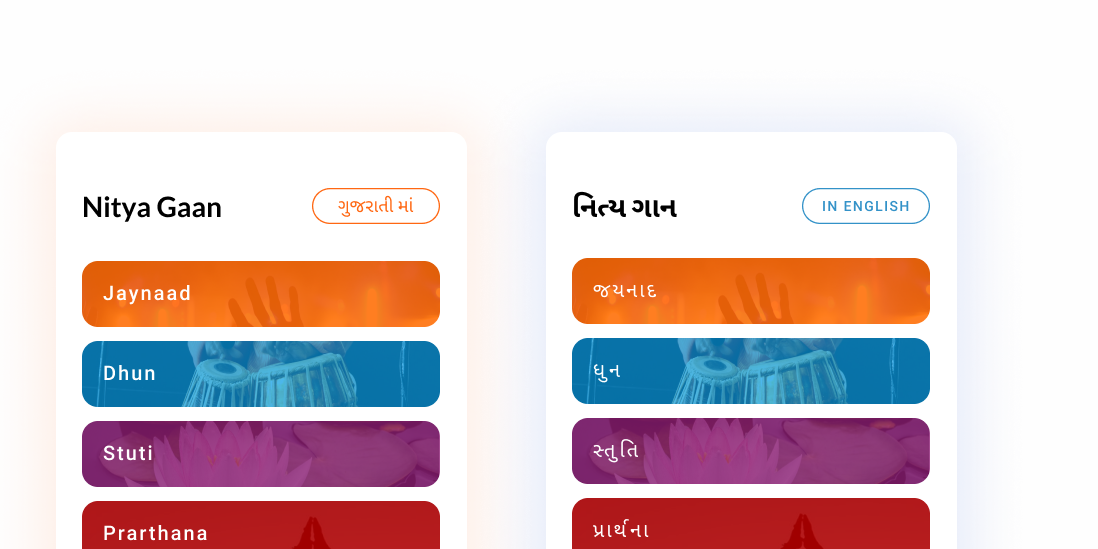 Nitya Gaan
ગુજરાતી માં
Jaynaad
Dhun
Stuti
Prarthana
નિત્ય ગાન
IN ENGLISH
જયનાદ
ધુન
સ્તુતિ
પ્રાર્થના